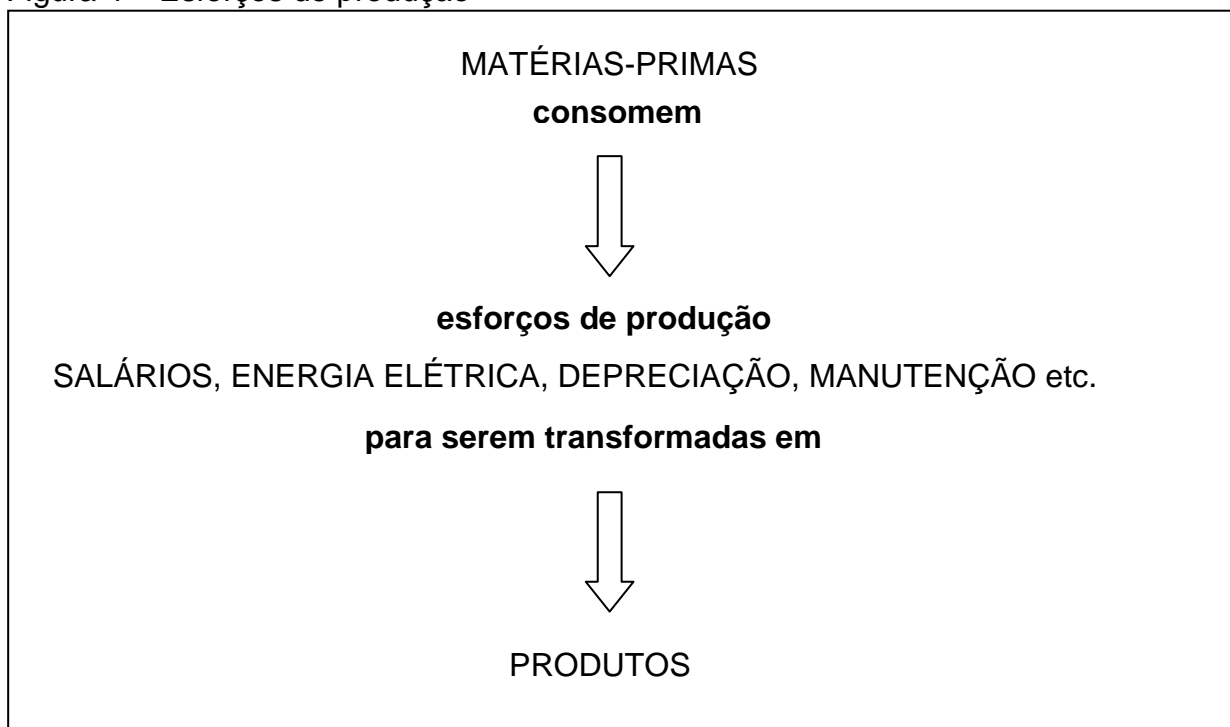 MATÉRIAS-PRIMAS
consomem
esforços de produção
SALÁRIOS, ENERGIA ELÉTRICA, DEPRECIAÇÃO, MANUTENÇÃO etc.
para serem transformadas em
PRODUTOS